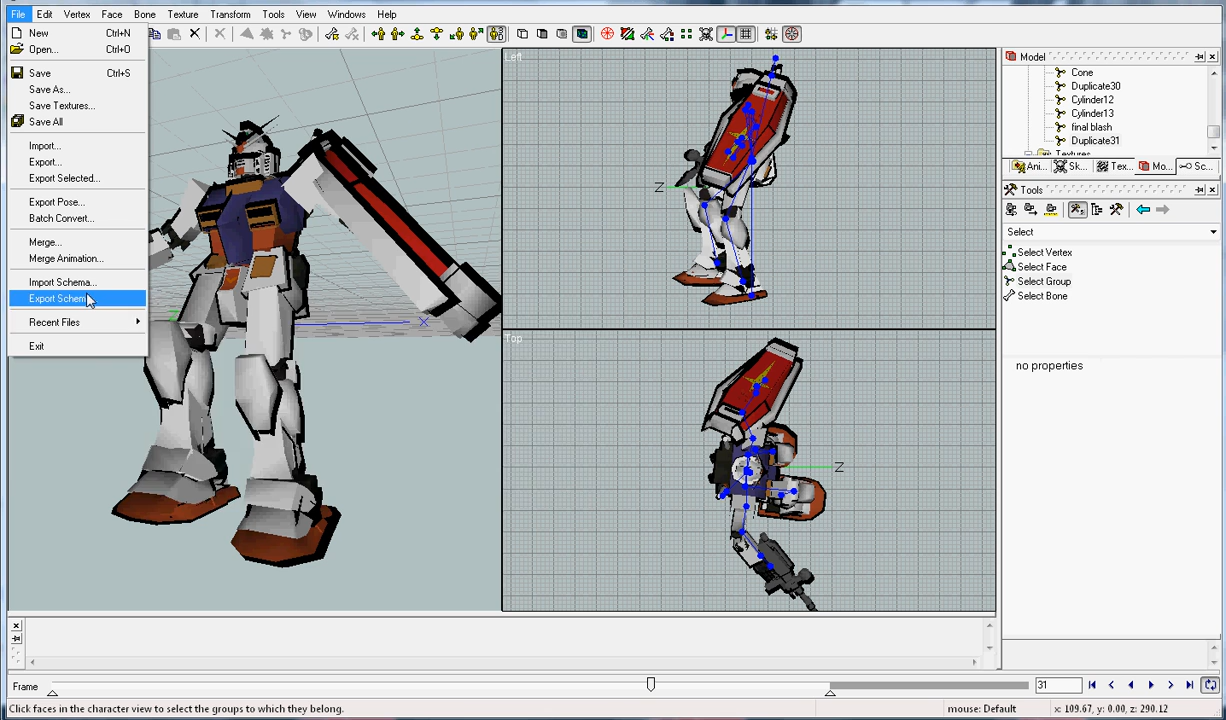 File Edit Vertex Face Bone Texture Transform Tools View Windows Help
New Ctrl+N
Open... Ctrl+O
Save Ctrl+S
Save As...
Save Textures...
Save All
Import...
Export...
Export Selected...
Export Pose...
Batch Convert...
Merge...
Merge Animation...
Import Schema...
Export Schem
Recent Files
Exit
X
Left
Z
Top
Z
Model
Cone
Duplicate30
Cylinder12
Cylinder13
final blash
Duplicate31
Textures
Ani... Sk... Tex... Mo... Sc...
Tools
Select
Select Vertex
Select Face
Select Group
Select Bone
no properties
Frame 31
Click faces in the character view to select the groups to which they belong. mouse: Default x: 109.67, y: 0.00, z: 290.12